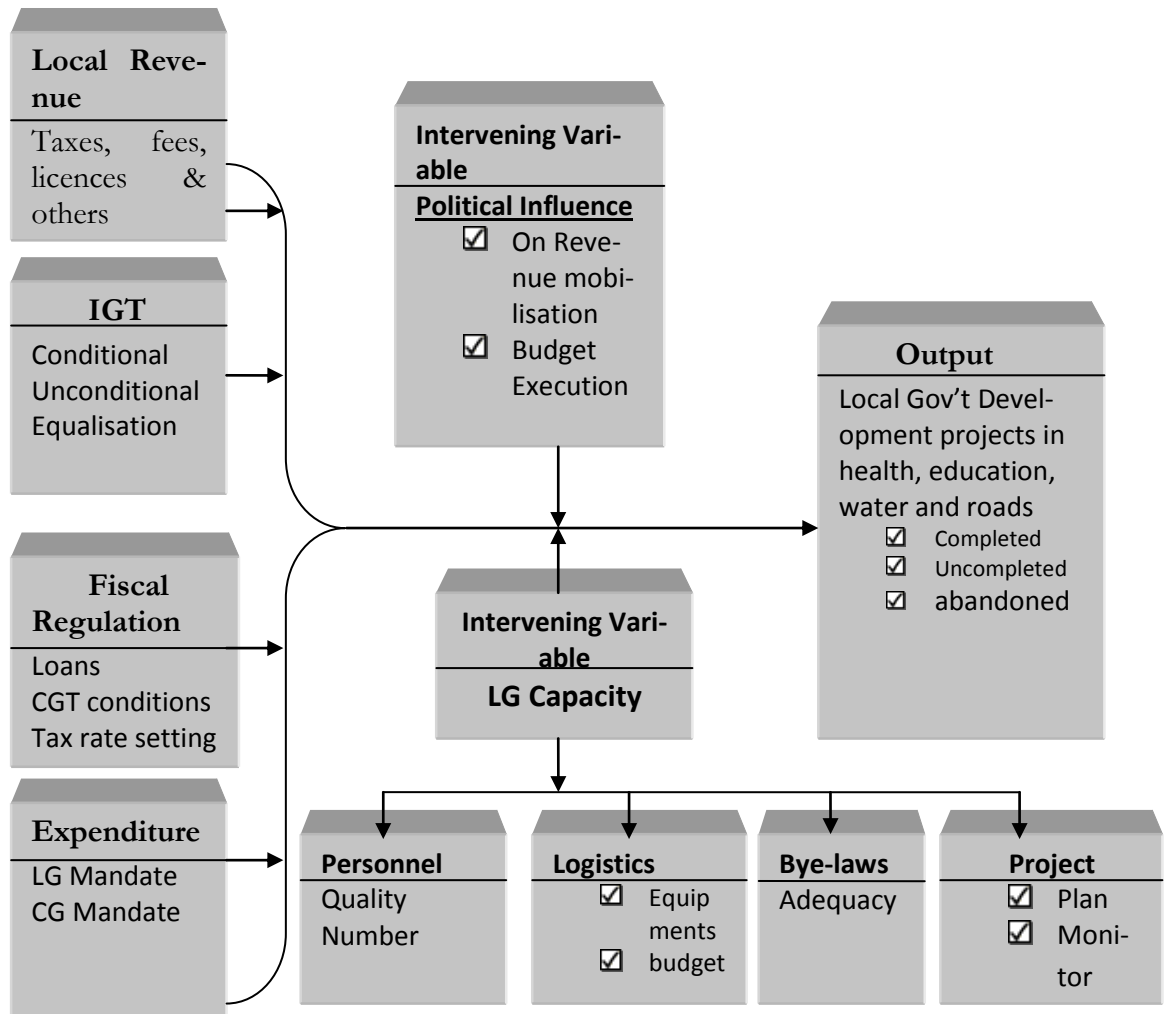 Local Reve-
nue
Taxes, fees,
licences &
others
IGT
Conditional
Unconditional
Equalisation
Fiscal
Regulation
Loans
CGT conditions
Tax rate setting
Expenditure
LG Mandate
CG Mandate
Intervening Vari-
able
Political Influence
On Reve-
nue mobi-
lisation
Budget
Execution
Intervening Vari-
able
LG Capacity
Output
Local Gov’t Devel-
opment projects in
health, education,
water and roads
Completed
Uncompleted
abandoned
Personnel
Quality
Number
Logistics
Equip
ments
budget
Bye-laws
Adequacy
Project
Plan
Moni-
tor